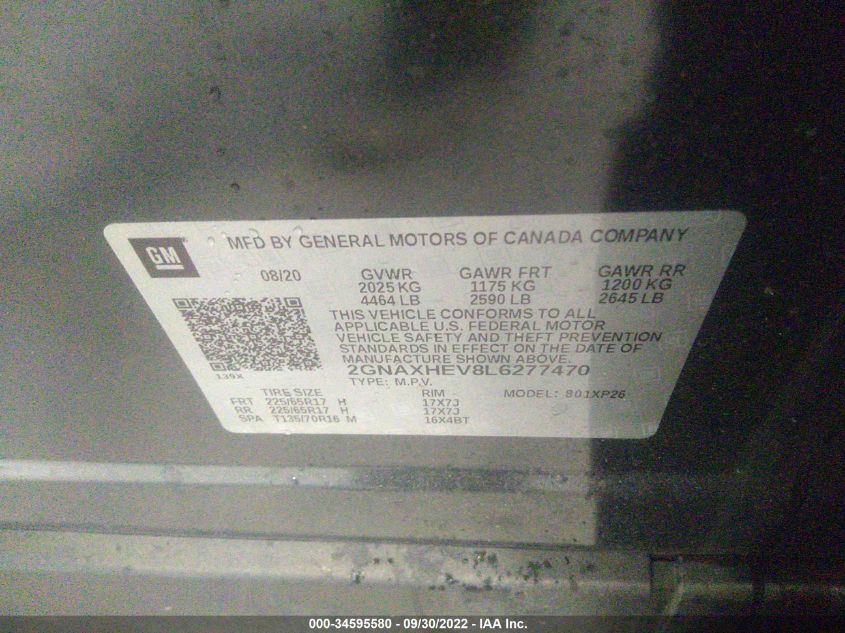 GM
MFD BY GENERAL MOTORS OF CANADA COMPANY
08/20 GVWR GAWR FRT GAWR RR
2025 KG 1175 KG 1200 KG
4464 LB 2590 LB 2645 LB
THIS VEHICLE CONFORMS TO ALL
APPLICABLE U.S. FEDERAL MOTOR
VEHICLE SAFETY AND THEFT PREVENTION
STANDARDS IN EFFECT ON THE DATE OF
MANUFACTURE SHOWN ABOVE.
139X 2GNAXHEV8L6277470
TYPE: M.P.V. MODEL:
TIRE SIZE RIM
FRT 225/65R17 H 17X7J
RR 225/65R17 H 17X7J
SPA T135/70R16 M 16X4BT
000-34595580 - 09/30/2022 - IAA Inc.